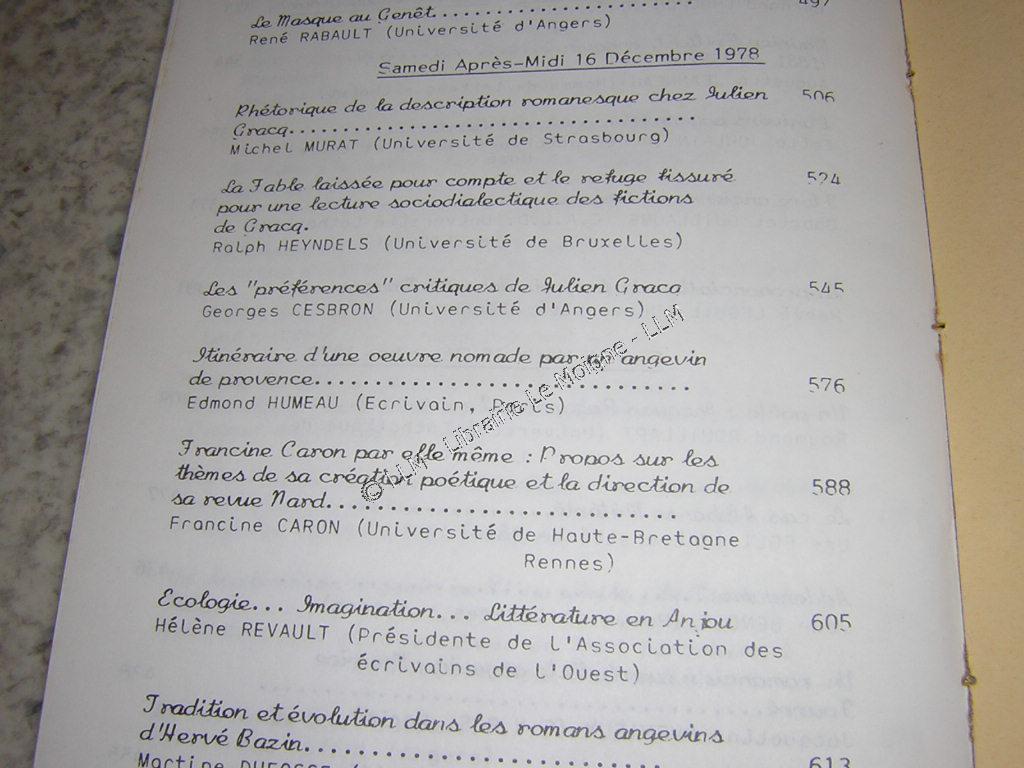 Le Masque au Genêt........................ 497
René RABAULT (Université d'Angers)
Samedi Après-Midi 16 Décembre 1978
Rhétorique de la description romanesque chez Julien 506
Gracq........................................
Michel MURAT (Université de Strasbourg)
La Table laissée pour compte et le refuge fissuré 524
pour une lecture sociodialectique des fictions
de Gracq.
Ralph HEYNDELS (Université de Bruxelles)
Les "préférences" critiques de Julien Gracq 545
Georges CESBRON (Université d'Angers)
Itinéraire d'une oeuvre nomade par un angevin
de provence................................. 576
Edmond HUMEAU (Ecrivain, Paris)
Francine Caron par elle même : Propos sur les
thèmes de sa création poétique et la direction de 588
sa revue Nard..............................
Francine CARON (Université de Haute-Bretagne
Rennes)
Ecologie... Imagination... Littérature en Anjou 605
Hélène REVAULT (Présidente de l'Association des
écrivains de l'Ouest)
Tradition et évolution dans les romans angevins
d'Hervé Bazin............................... 613
Martine
© LLM - Librairie Le Moigne - LLM